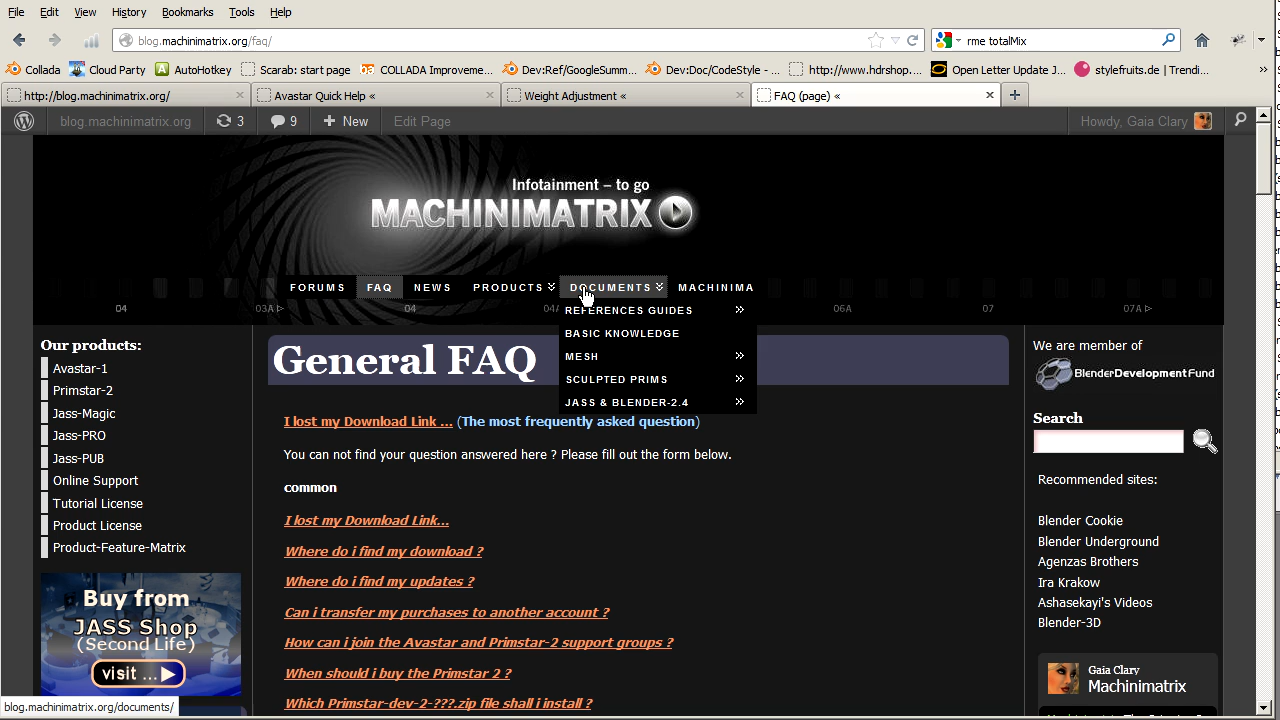 File Edit View History Bookmarks Tools Help
blog.machinimatrix.org/faq/ rme totalMix
Collada Cloud Party AutoHotke Scarab: start page COLLADA Improveme... Dev:Ref/GoogleSumm... Dev:Doc/CodeStyle - ... http://www.hdrshop.... Open Letter Update J... stylefruits.de | Trendi...
http://blog.machinimatrix.org/ Avastar Quick Help « Weight Adjustment « FAQ (page) «
blog.machinimatrix.org 3 9 New Edit Page Howdy, Gaia Clary
Infotainment – to go
MACHINIMATRIX
FORUMS FAQ NEWS PRODUCTS DOCUMENTS MACHINIMA
04 03A 04 04A 06A 07 07A
REFERENCES GUIDES
BASIC KNOWLEDGE
MESH
SCULPTED PRIMS
JASS & BLENDER-2.4
Our products:
Avastar-1
Primstar-2
Jass-Magic
Jass-PRO
Jass-PUB
Online Support
Tutorial License
Product License
Product-Feature-Matrix
Buy from
JASS Shop
(Second Life)
visit ...
General FAQ
I lost my Download Link ... (The most frequently asked question)
You can not find your question answered here ? Please fill out the form below.
common
I lost my Download Link...
Where do i find my download ?
Where do i find my updates ?
Can i transfer my purchases to another account ?
How can i join the Avastar and Primstar-2 support groups ?
When should i buy the Primstar 2 ?
Which Primstar-dev-2-???.zip file shall i install ?
We are member of
BlenderDevelopmentFund
Search
Recommended sites:
Blender Cookie
Blender Underground
Agenzas Brothers
Ira Krakow
Ashasekayi's Videos
Blender-3D
Gaia Clary
Machinimatrix
blog.machinimatrix.org/documents/